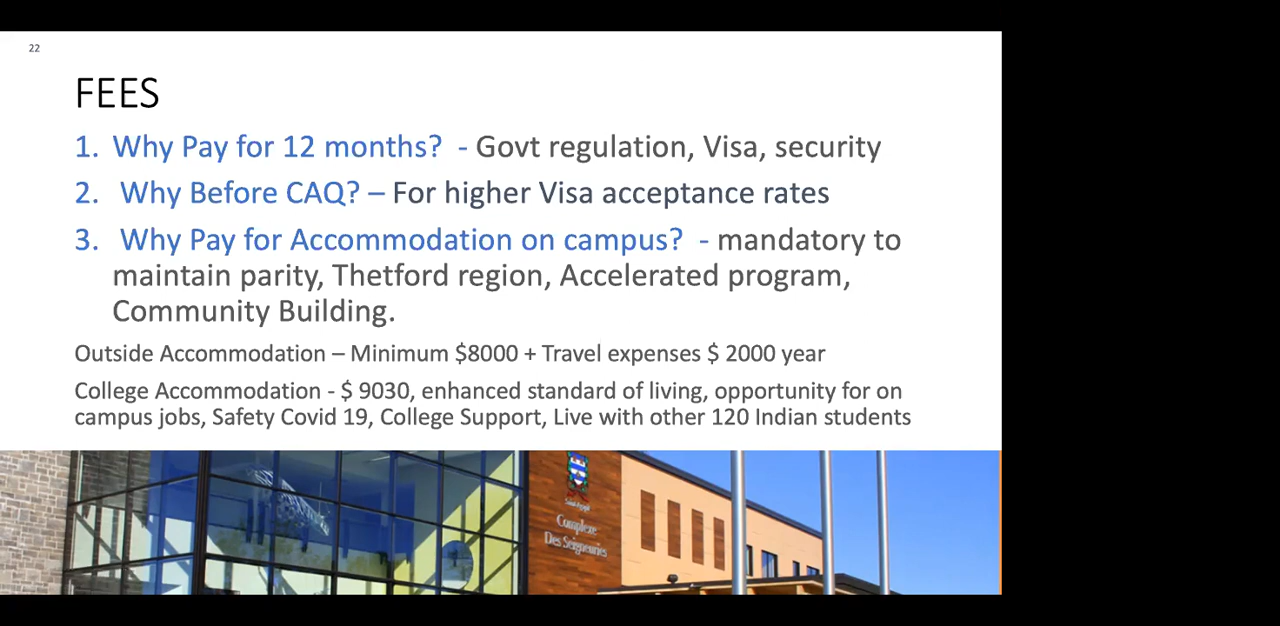 22
FEES
1. Why Pay for 12 months? - Govt regulation, Visa, security
2. Why Before CAQ? – For higher Visa acceptance rates
3. Why Pay for Accommodation on campus? - mandatory to
maintain parity, Thetford region, Accelerated program,
Community Building.
Outside Accommodation – Minimum $8000 + Travel expenses $ 2000 year
College Accommodation - $ 9030, enhanced standard of living, opportunity for on
campus jobs, Safety Covid 19, College Support, Live with other 120 Indian students
Complexe
Des Seigneuries